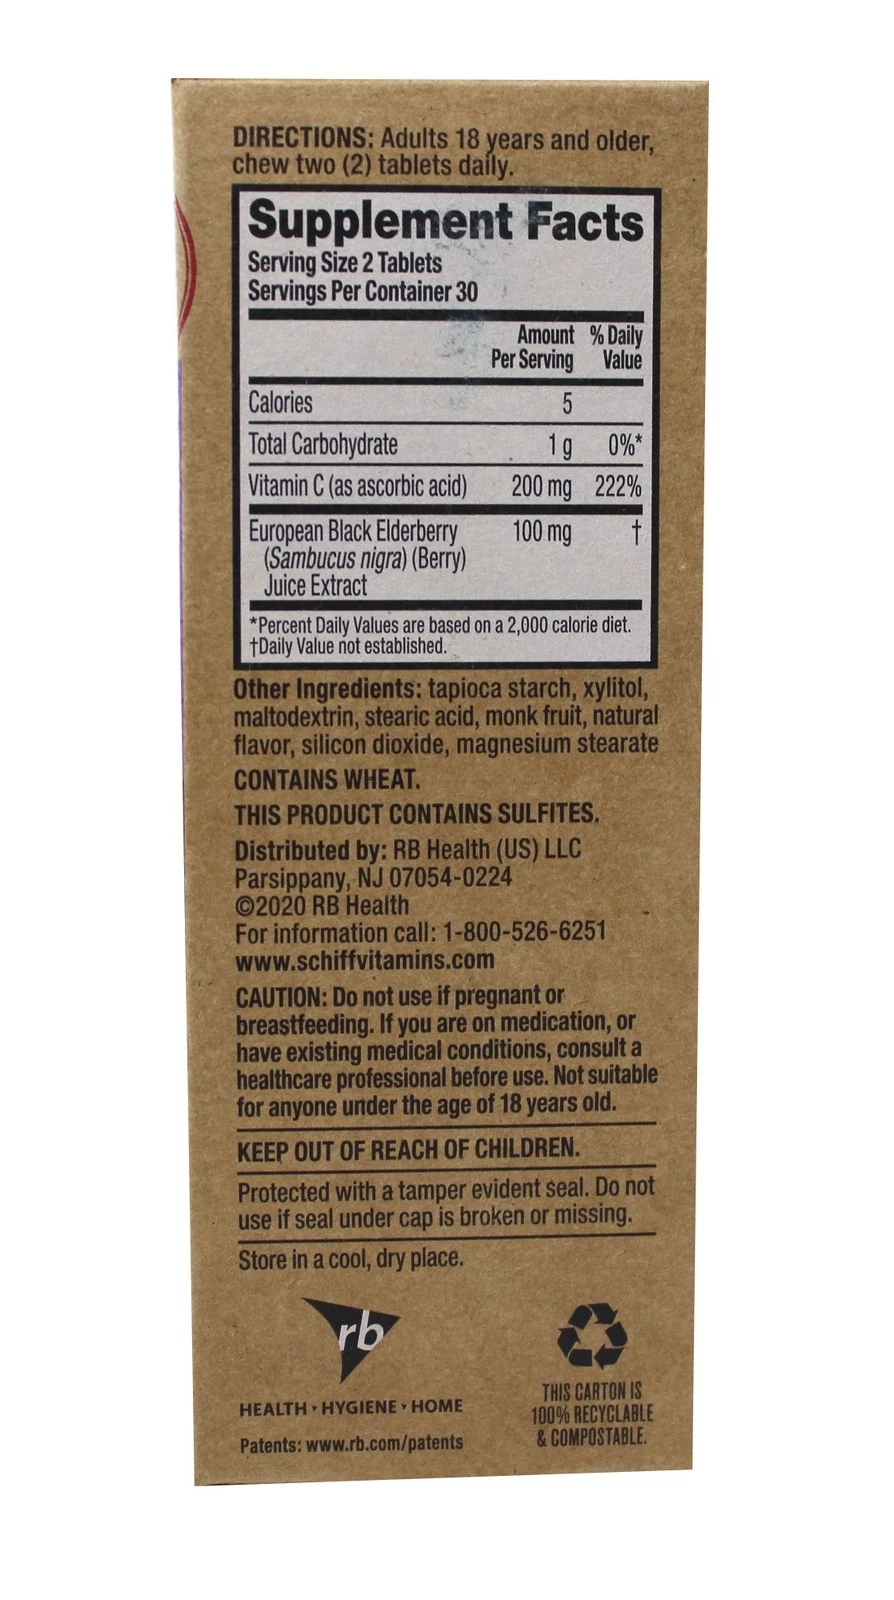 DIRECTIONS: Adults 18 years and older,
chew two (2) tablets daily.
Supplement Facts
Serving Size 2 Tablets
Servings Per Container 30
Amount Per Serving % Daily Value
Calories 5
Total Carbohydrate 1 g 0%*
Vitamin C (as ascorbic acid) 200 mg 222%
European Black Elderberry 100 mg †
(Sambucus nigra) (Berry)
Juice Extract
*Percent Daily Values are based on a 2,000 calorie diet.
†Daily Value not established.
Other Ingredients: tapioca starch, xylitol,
maltodextrin, stearic acid, monk fruit, natural
flavor, silicon dioxide, magnesium stearate
CONTAINS WHEAT.
THIS PRODUCT CONTAINS SULFITES.
Distributed by: RB Health (US) LLC
Parsippany, NJ 07054-0224
©2020 RB Health
For information call: 1-800-526-6251
www.schiffvitamins.com
CAUTION: Do not use if pregnant or
breastfeeding. If you are on medication, or
have existing medical conditions, consult a
healthcare professional before use. Not suitable
for anyone under the age of 18 years old.
KEEP OUT OF REACH OF CHILDREN.
Protected with a tamper evident seal. Do not
use if seal under cap is broken or missing.
Store in a cool, dry place.
rb
HEALTH • HYGIENE • HOME
Patents: www.rb.com/patents
THIS CARTON IS
100% RECYCLABLE
& COMPOSTABLE.